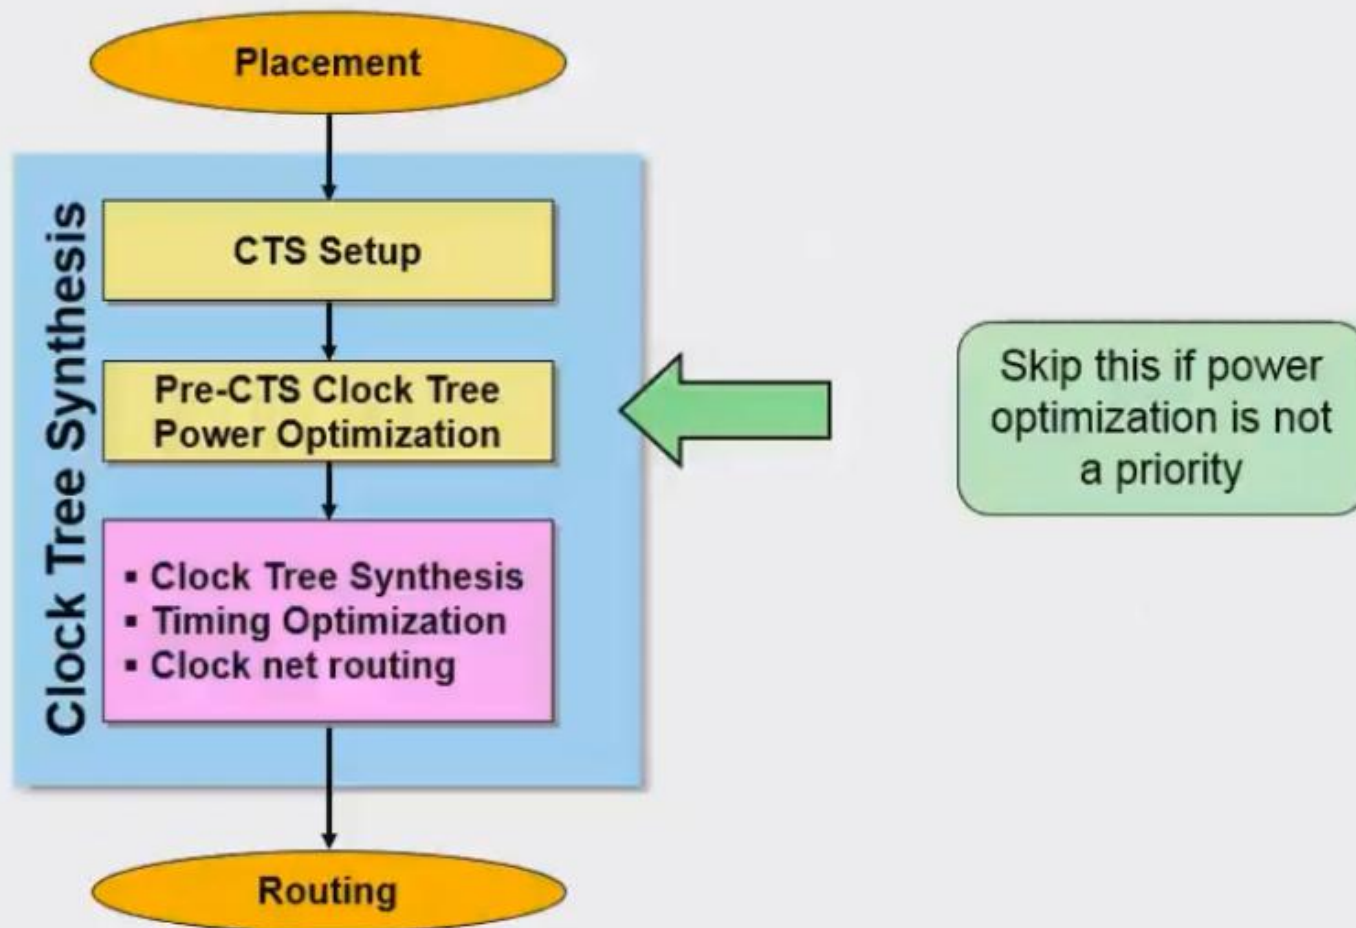 Placement
Clock Tree Synthesis
CTS Setup
Pre-CTS Clock Tree
Power Optimization
Skip this if power
optimization is not
a priority
▪ Clock Tree Synthesis
▪ Timing Optimization
▪ Clock net routing
Routing